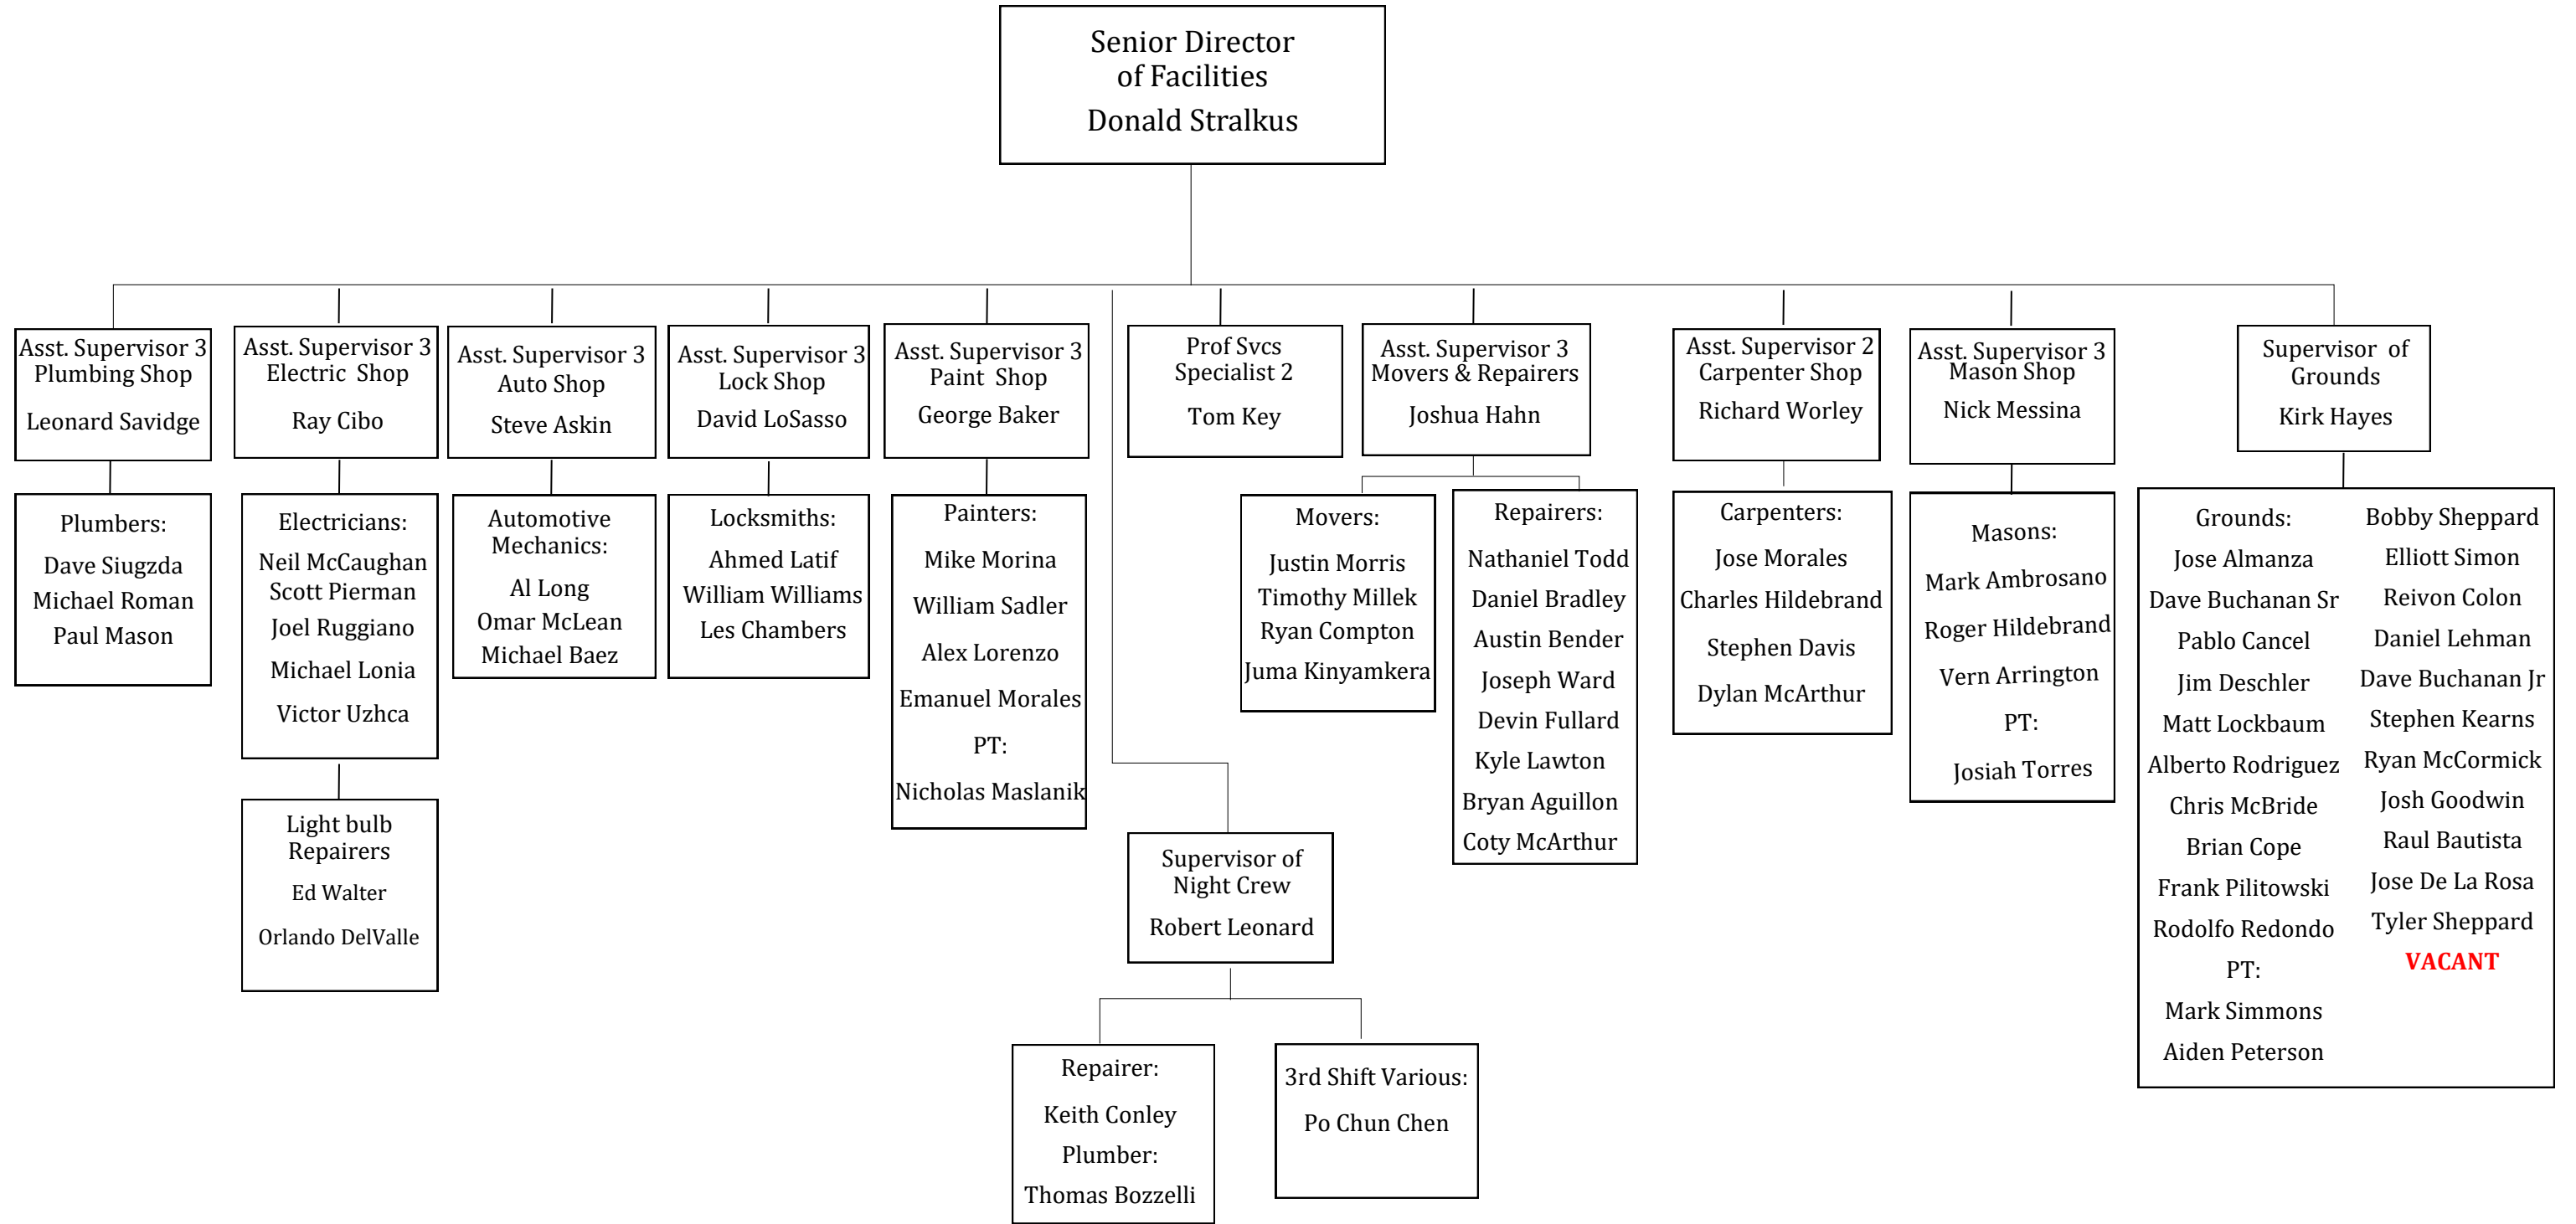 Senior Director
of Facilities
Donald Stralkus
Asst. Supervisor 3
Plumbing Shop
Leonard Savidge
Asst. Supervisor 3
Electric Shop
Ray Cibo
Asst. Supervisor 3
Auto Shop
Steve Askin
Asst. Supervisor 3
Lock Shop
David LoSasso
Asst. Supervisor 3
Paint Shop
George Baker
Prof Svcs
Specialist 2
Tom Key
Asst. Supervisor 3
Movers & Repairers
Joshua Hahn
Asst. Supervisor 2
Carpenter Shop
Richard Worley
Asst. Supervisor 3
Mason Shop
Nick Messina
Supervisor of
Grounds
Kirk Hayes
Plumbers:
Dave Siugzda
Michael Roman
Paul Mason
Electricians:
Neil McCaughan
Scott Pierman
Joel Ruggiano
Michael Lonia
Victor Uzhca
Light bulb
Repairers
Ed Walter
Orlando DelValle
Automotive
Mechanics:
Al Long
Omar McLean
Michael Baez
Locksmiths:
Ahmed Latif
William Williams
Les Chambers
Painters:
Mike Morina
William Sadler
Alex Lorenzo
Emanuel Morales
PT:
Nicholas Maslanik
Movers:
Justin Morris
Timothy Millek
Ryan Compton
Juma Kinyamkera
Repairers:
Nathaniel Todd
Daniel Bradley
Austin Bender
Joseph Ward
Devin Fullard
Kyle Lawton
Bryan Aguillon
Coty McArthur
Carpenters:
Jose Morales
Charles Hildebrand
Stephen Davis
Dylan McArthur
Masons:
Mark Ambrosano
Roger Hildebrand
Vern Arrington
PT:
Josiah Torres
Grounds:
Jose Almanza
Dave Buchanan Sr
Pablo Cancel
Jim Deschler
Matt Lockbaum
Alberto Rodriguez
Chris McBride
Brian Cope
Frank Pilitowski
Rodolfo Redondo
PT:
Mark Simmons
Aiden Peterson
Bobby Sheppard
Elliott Simon
Reivon Colon
Daniel Lehman
Dave Buchanan Jr
Stephen Kearns
Ryan McCormick
Josh Goodwin
Raul Bautista
Jose De La Rosa
Tyler Sheppard
VACANT
Supervisor of
Night Crew
Robert Leonard
Repairer:
Keith Conley
Plumber:
Thomas Bozzelli
3rd Shift Various:
Po Chun Chen